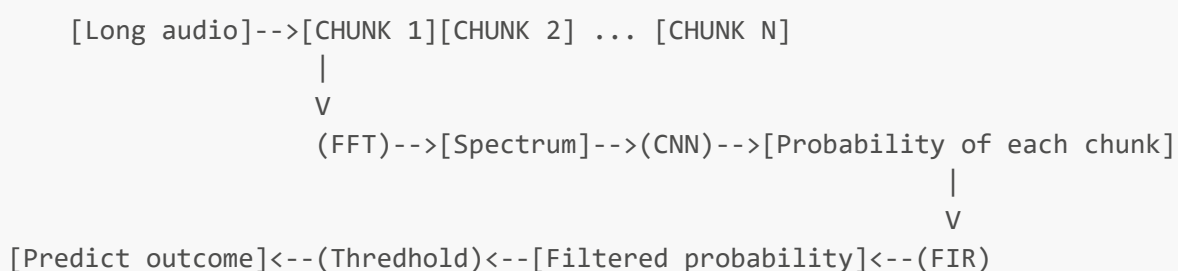 [Long audio]-->[CHUNK 1][CHUNK 2] ... [CHUNK N]
|
V
(FFT)-->[Spectrum]-->(CNN)-->[Probability of each chunk]
|
V
[Predict outcome]<--(Thredhold)<--[Filtered probability]<--(FIR)